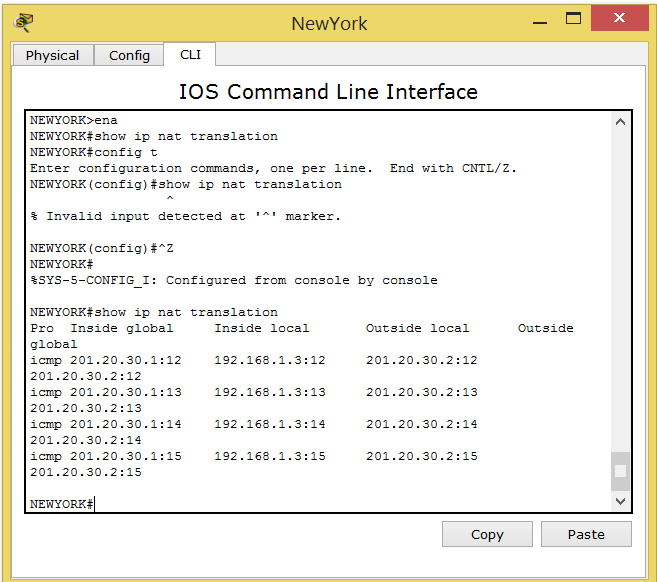 NewYork
Physical Config CLI
IOS Command Line Interface
NEWYORK>ena
NEWYORK#show ip nat translation
NEWYORK#config t
Enter configuration commands, one per line.  End with CNTL/Z.
NEWYORK(config)#show ip nat translation
                 ^
% Invalid input detected at '^' marker.

NEWYORK(config)#^Z
NEWYORK#
%SYS-5-CONFIG_I: Configured from console by console

NEWYORK#show ip nat translation
Pro  Inside global     Inside local       Outside local      Outside
global
icmp 201.20.30.1:12    192.168.1.3:12     201.20.30.2:12
201.20.30.2:12
icmp 201.20.30.1:13    192.168.1.3:13     201.20.30.2:13
201.20.30.2:13
icmp 201.20.30.1:14    192.168.1.3:14     201.20.30.2:14
201.20.30.2:14
icmp 201.20.30.1:15    192.168.1.3:15     201.20.30.2:15
201.20.30.2:15

NEWYORK#
Copy Paste